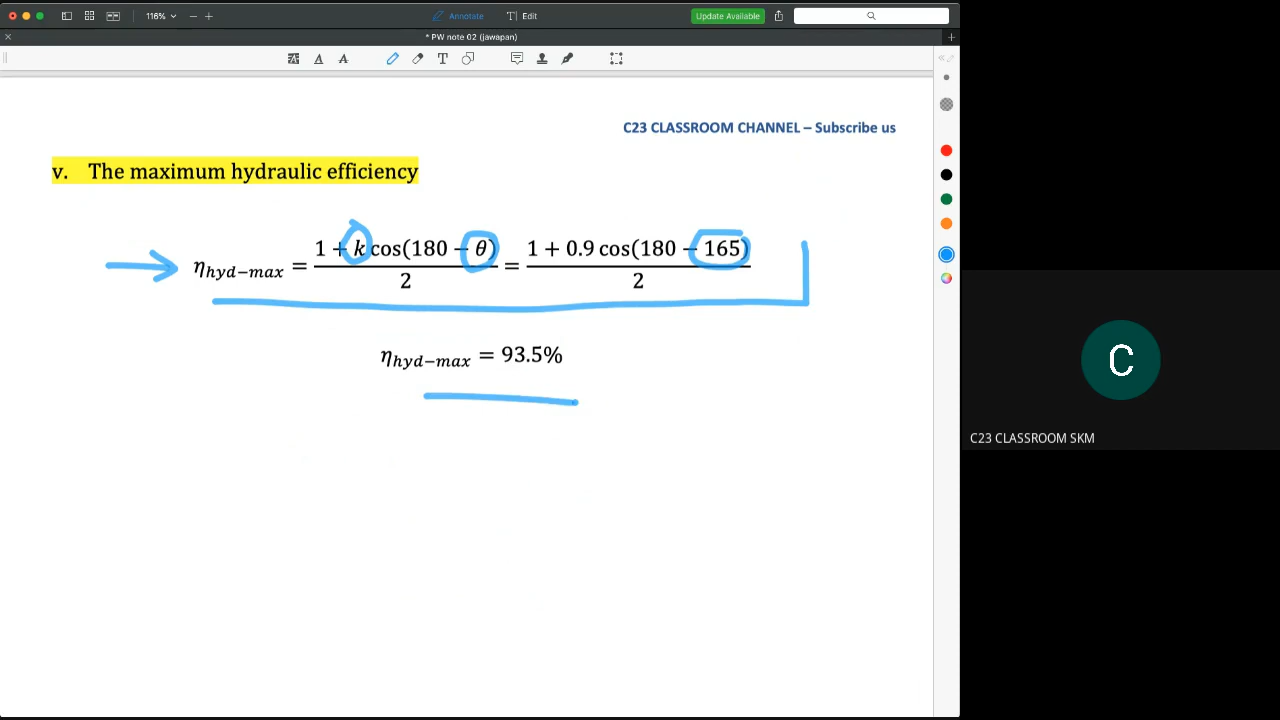 116%
Annotate
Edit
Update Available
* PW note 02 (jawapan)
C23 CLASSROOM CHANNEL – Subscribe us
v. The maximum hydraulic efficiency
η_hyd−max = (1 + k cos(180 − θ))/2 = (1 + 0.9 cos(180 − 165))/2
η_hyd−max = 93.5%
C
C23 CLASSROOM SKM